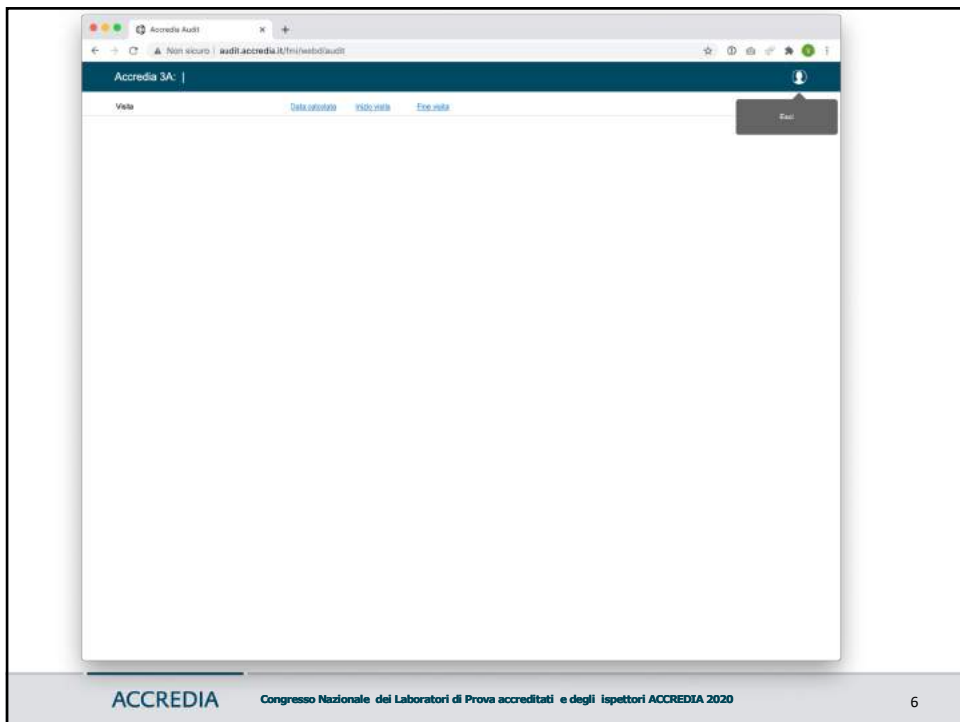 Accredia Audit
Non sicuro | audit.accredia.it/fmi/webd/audit
Accredia 3A: |
Visita Data calcolata Inizio visita Fine visita
Esci
ACCREDIA Congresso Nazionale dei Laboratori di Prova accreditati e degli ispettori ACCREDIA 2020 6